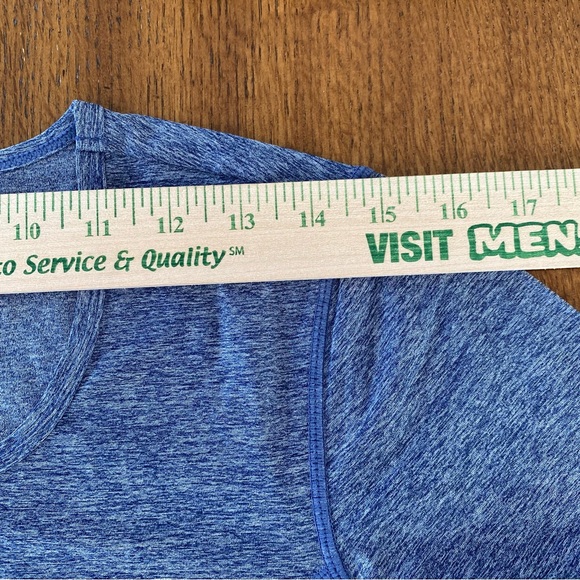 10 11 12 13 14 15 16 17
to Service & Quality℠ VISIT MEN